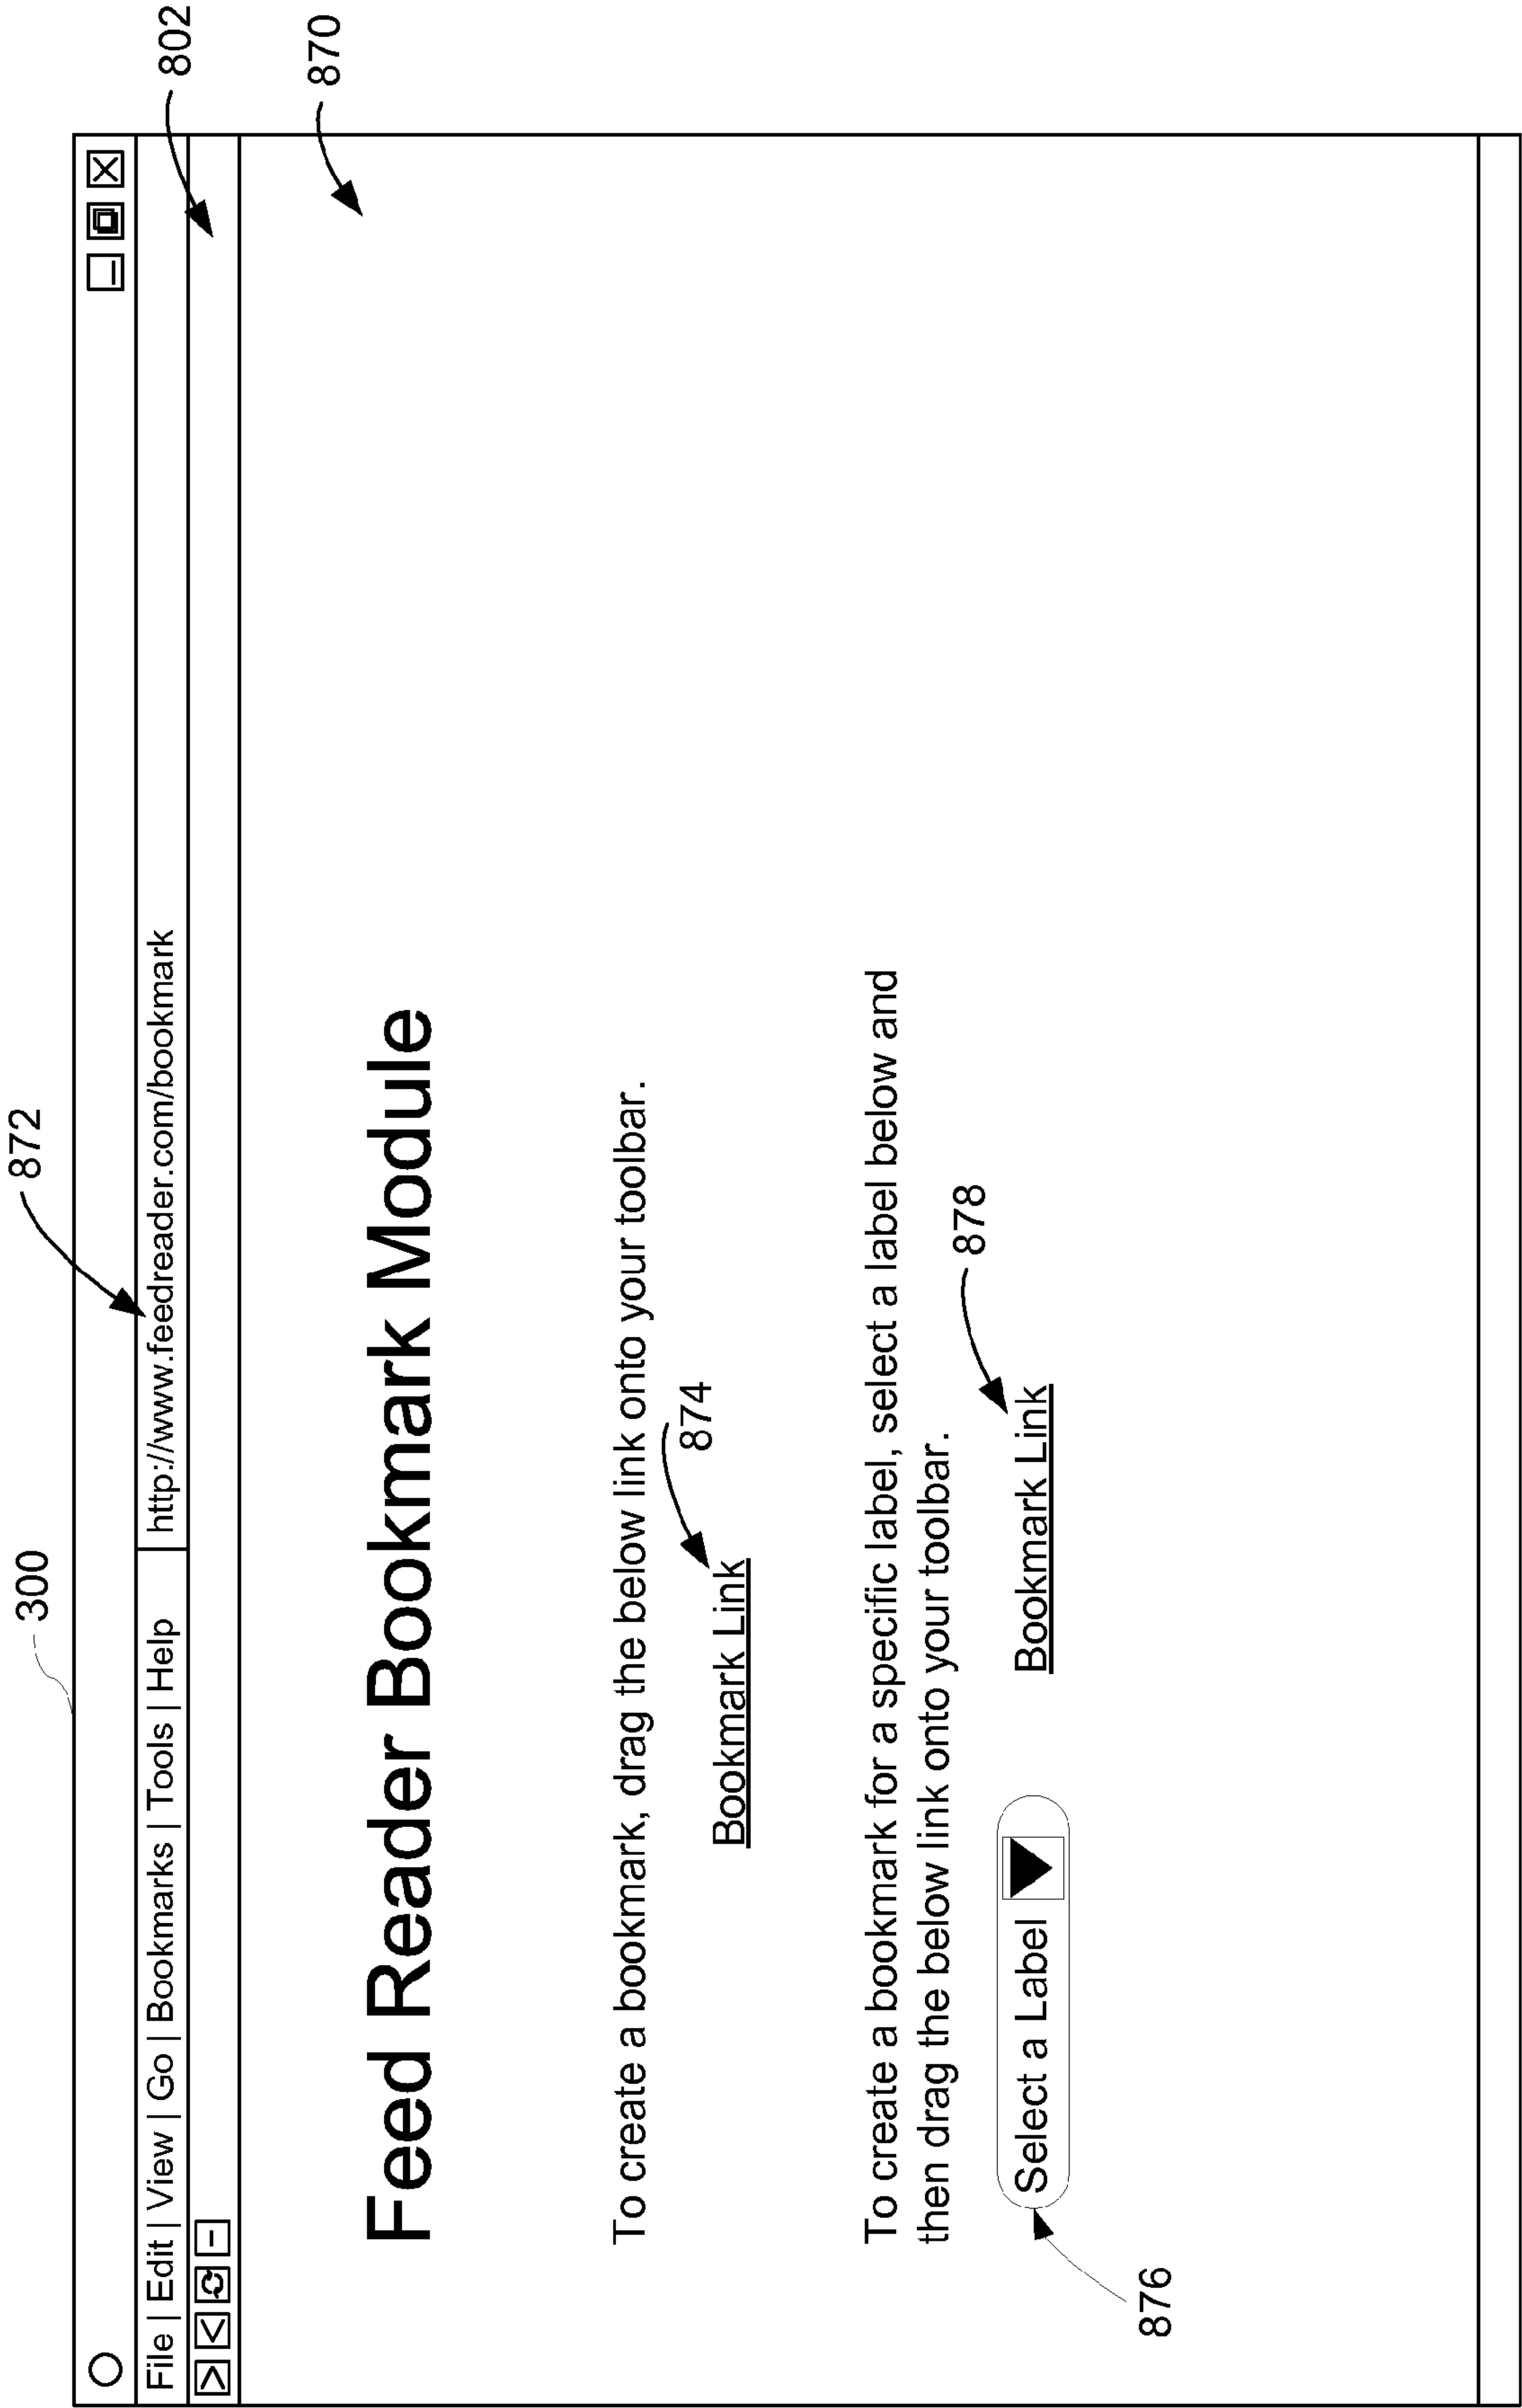 300
872
802
File | Edit | View | Go | Bookmarks | Tools | Help
http://www.feedreader.com/bookmark
870
Feed Reader Bookmark Module
To create a bookmark, drag the below link onto your toolbar.
874
Bookmark Link
To create a bookmark for a specific label, select a label below and
then drag the below link onto your toolbar.
878
Select a Label
Bookmark Link
876